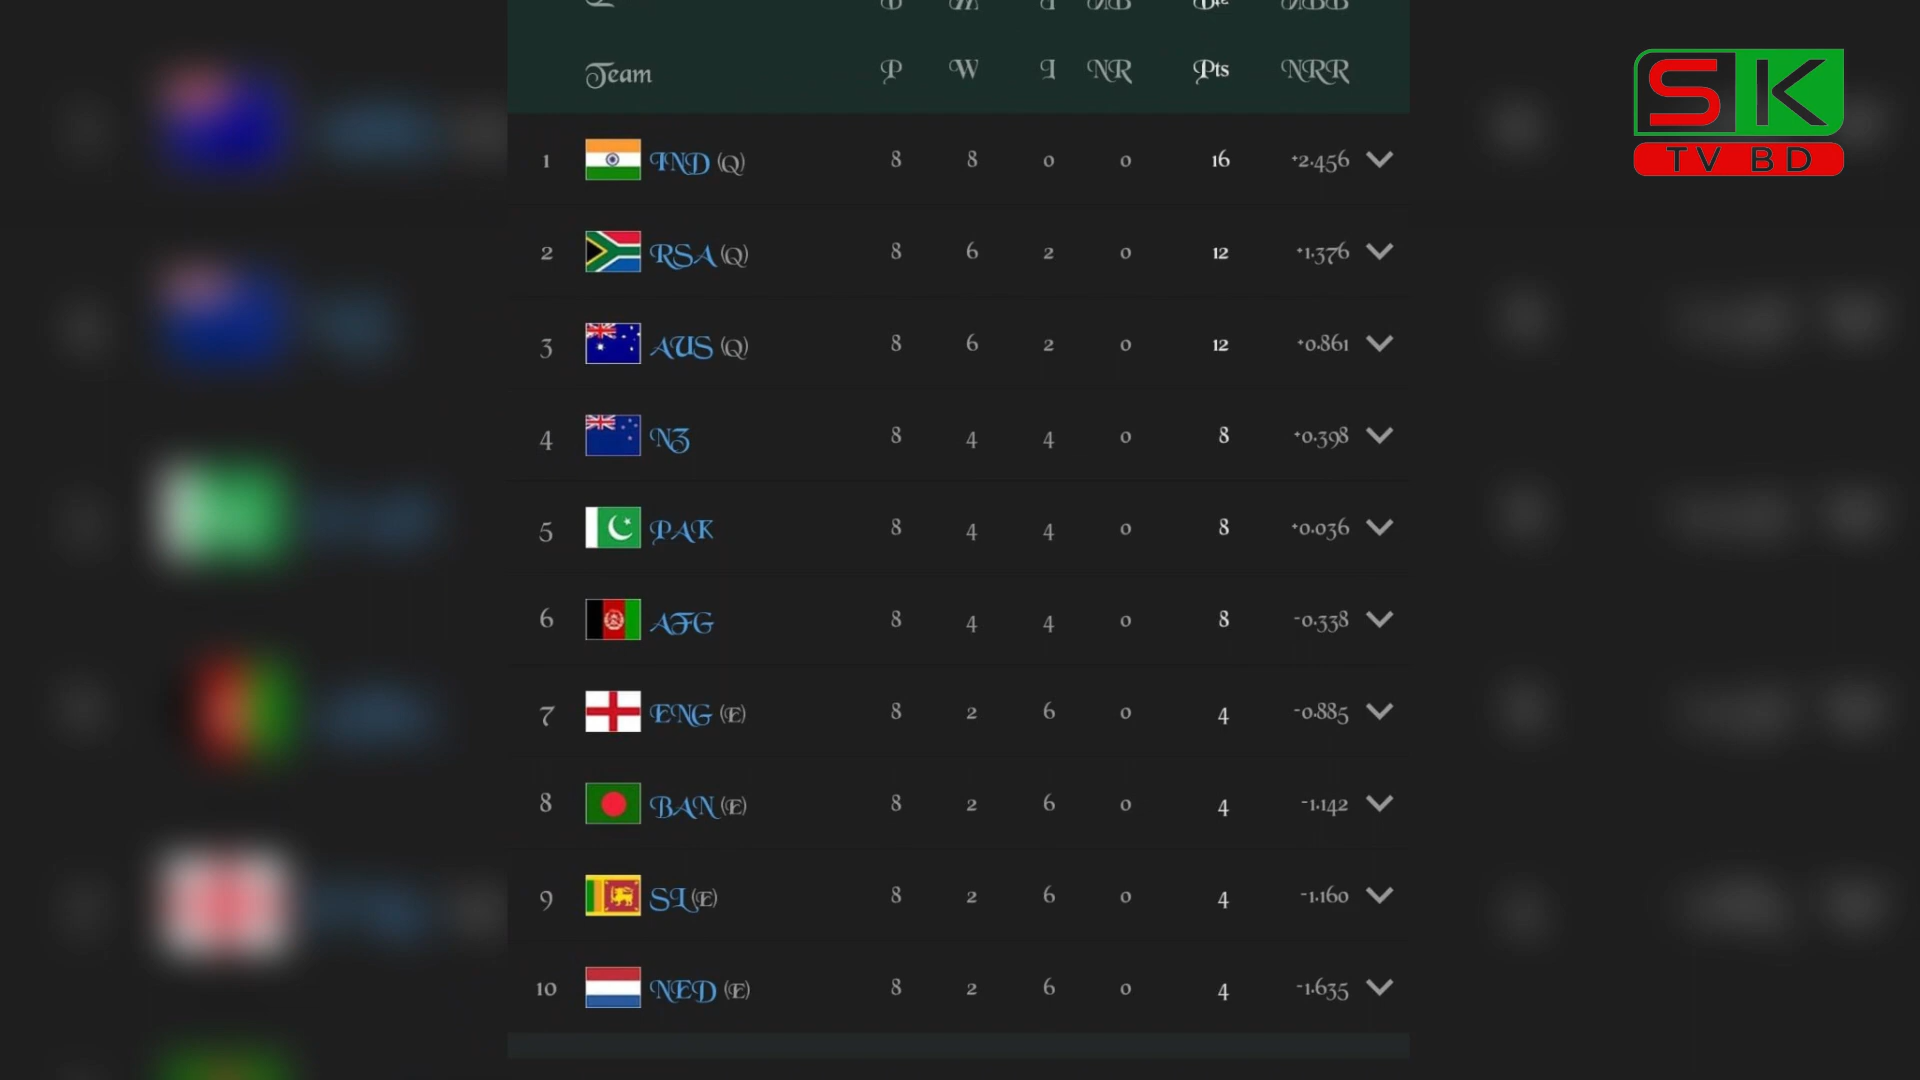 Team P W L NR Pts NRR
1 IND (Q) 8 8 0 0 16 +2.456
2 RSA (Q) 8 6 2 0 12 +1.376
3 AUS (Q) 8 6 2 0 12 +0.861
4 NZ 8 4 4 0 8 +0.398
5 PAK 8 4 4 0 8 +0.036
6 AFG 8 4 4 0 8 -0.338
7 ENG (E) 8 2 6 0 4 -0.885
8 BAN (E) 8 2 6 0 4 -1.142
9 SL (E) 8 2 6 0 4 -1.160
10 NED (E) 8 2 6 0 4 -1.635
SK
TV BD